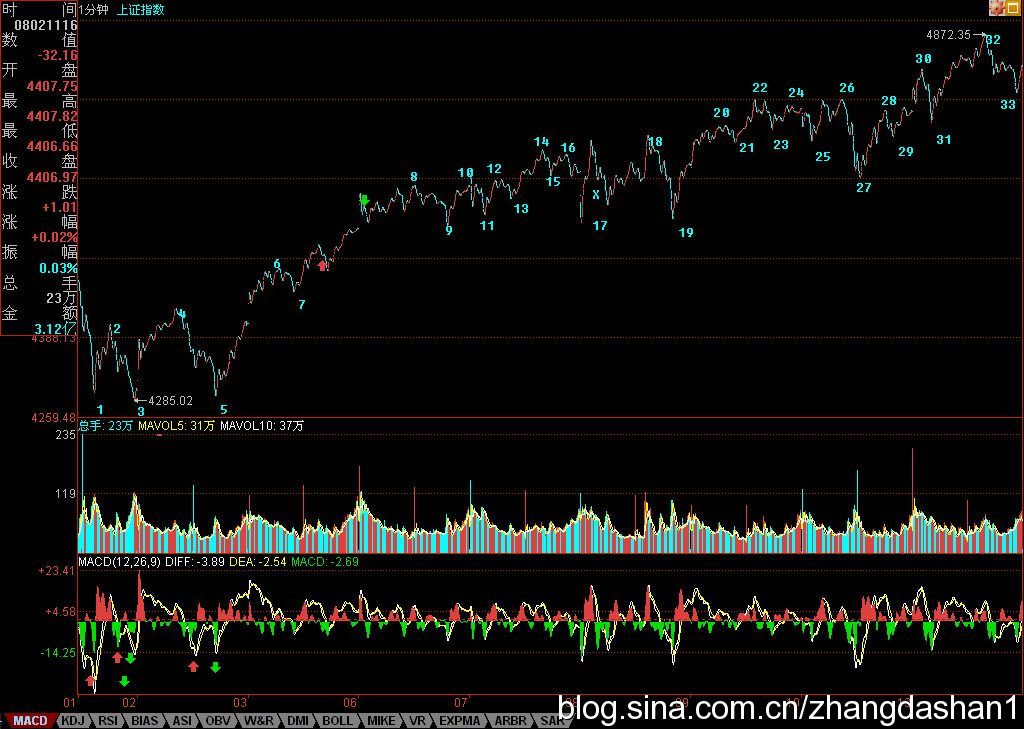 时 间
08021116
数 值
-32.16
开 盘
4407.75
最 高
4407.82
最 低
4406.66
收 盘
4406.97
涨 跌
+1.01
涨 幅
+0.02%
振 幅
0.03%
总 手
23万
金 额
3.12亿
1分钟 上证指数
4872.35
32
30
33
22
24
26
28
20
31
14
16
18
21
23
25
29
8
10
12
15
X
27
13
9
11
17
19
6
7
2
4
4388.13
4285.02
1
3
5
4259.48
总手: 23万 MAVOL5: 31万 MAVOL10: 37万
235
119
MACD(12,26,9) DIFF: -3.89 DEA: -2.54 MACD: -2.69
+23.41
+4.58
-14.25
01 02 03 06 07
MACD KDJ RSI BIAS ASI OBV W&R DMI BOLL MIKE VR EXPMA ARBR SAR
blog.sina.com.cn/zhangdashan1